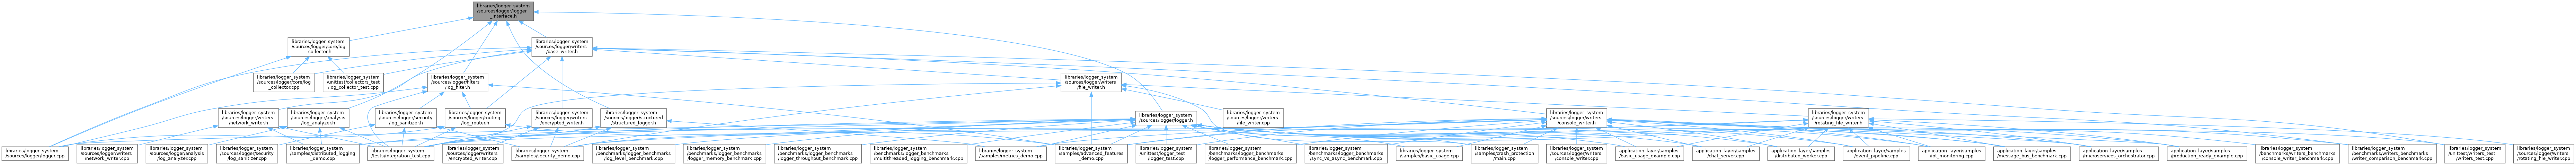 libraries/logger_system
/sources/logger/logger
_interface.h
libraries/logger_system
/sources/logger/core/log
_collector.h
libraries/logger_system
/sources/logger/writers
/base_writer.h
libraries/logger_system
/sources/logger/core/log
_collector.cpp
libraries/logger_system
/unittest/collectors_test
/log_collector_test.cpp
libraries/logger_system
/sources/logger/filters
/log_filter.h
libraries/logger_system
/sources/logger/writers
/file_writer.h
libraries/logger_system
/sources/logger/writers
/network_writer.h
libraries/logger_system
/sources/logger/analysis
/log_analyzer.h
libraries/logger_system
/sources/logger/security
/log_sanitizer.h
libraries/logger_system
/sources/logger/routing
/log_router.h
libraries/logger_system
/sources/logger/writers
/encrypted_writer.h
libraries/logger_system
/sources/logger/structured
/structured_logger.h
libraries/logger_system
/sources/logger/logger.h
libraries/logger_system
/sources/logger/writers
/file_writer.cpp
libraries/logger_system
/sources/logger/writers
/console_writer.h
libraries/logger_system
/sources/logger/writers
/rotating_file_writer.h
libraries/logger_system
/sources/logger/logger.cpp
libraries/logger_system
/sources/logger/writers
/network_writer.cpp
libraries/logger_system
/sources/logger/analysis
/log_analyzer.cpp
libraries/logger_system
/sources/logger/security
/log_sanitizer.cpp
libraries/logger_system
/samples/distributed_logging
_demo.cpp
libraries/logger_system
/tests/integration_test.cpp
libraries/logger_system
/sources/logger/writers
/encrypted_writer.cpp
libraries/logger_system
/samples/security_demo.cpp
libraries/logger_system
/benchmarks/logger_benchmarks
/log_level_benchmark.cpp
libraries/logger_system
/benchmarks/logger_benchmarks
/logger_memory_benchmark.cpp
libraries/logger_system
/benchmarks/logger_benchmarks
/logger_throughput_benchmark.cpp
libraries/logger_system
/benchmarks/logger_benchmarks
/multithreaded_logging_benchmark.cpp
libraries/logger_system
/samples/metrics_demo.cpp
libraries/logger_system
/samples/advanced_features
_demo.cpp
libraries/logger_system
/unittest/logger_test
/logger_test.cpp
libraries/logger_system
/benchmarks/logger_benchmarks
/logger_performance_benchmark.cpp
libraries/logger_system
/benchmarks/logger_benchmark
/sync_vs_async_benchmark.cpp
libraries/logger_system
/samples/basic_usage.cpp
libraries/logger_system
/samples/crash_protection
/main.cpp
libraries/logger_system
/sources/logger/writers
/console_writer.cpp
application_layer/samples
/basic_usage_example.cpp
application_layer/samples
/chat_server.cpp
application_layer/samples
/distributed_worker.cpp
application_layer/samples
/event_pipeline.cpp
application_layer/samples
/iot_monitoring.cpp
application_layer/samples
/message_bus_benchmark.cpp
application_layer/samples
/microservices_orchestrator.cpp
application_layer/samples
/production_ready_example.cpp
libraries/logger_system
/benchmarks/writers_benchmarks
/console_writer_benchmark.cpp
libraries/logger_system
/benchmarks/writers_benchmarks
/writer_comparison_benchmark.cpp
libraries/logger_system
/unittest/writers_test
/writers_test.cpp
libraries/logger_system
/sources/logger/writers
/rotating_file_writer.cpp